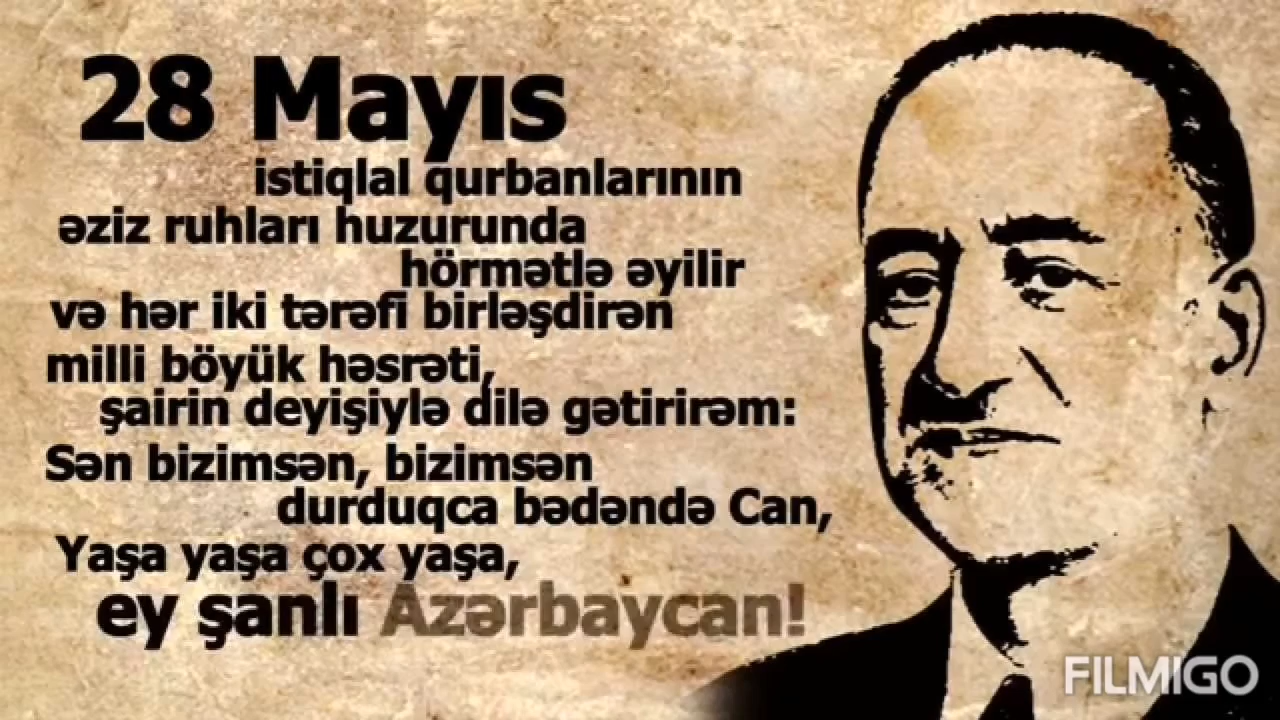 28 Mayıs
istiqlal qurbanlarının
əziz ruhları huzurunda
hörmətlə əyilir
və hər iki tərəfi birləşdirən
milli böyük həsrəti,
şairin deyişiylə dilə gətirirəm:
Sən bizimsən, bizimsən
durduqca bədəndə Can,
Yaşa yaşa çox yaşa,
ey şanlı Azərbaycan!
FILMIGO